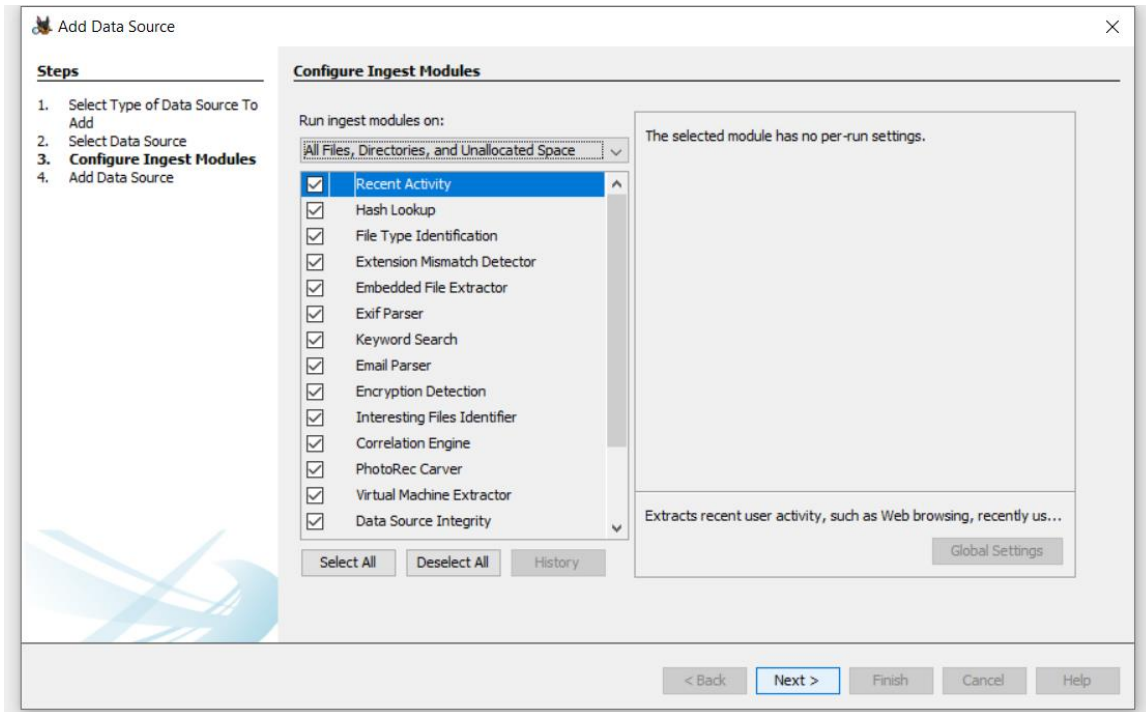 Add Data Source
Steps
1. Select Type of Data Source To
Add
2. Select Data Source
3. Configure Ingest Modules
4. Add Data Source
Configure Ingest Modules
Run ingest modules on:
All Files, Directories, and Unallocated Space
Recent Activity
Hash Lookup
File Type Identification
Extension Mismatch Detector
Embedded File Extractor
Exif Parser
Keyword Search
Email Parser
Encryption Detection
Interesting Files Identifier
Correlation Engine
PhotoRec Carver
Virtual Machine Extractor
Data Source Integrity
Select All Deselect All History
The selected module has no per-run settings.
Extracts recent user activity, such as Web browsing, recently us...
Global Settings
< Back Next > Finish Cancel Help